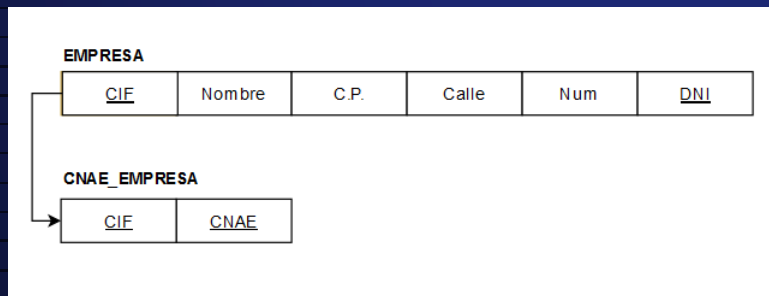 EMPRESA
CIF Nombre C.P. Calle Num DNI
CNAE_EMPRESA
CIF CNAE